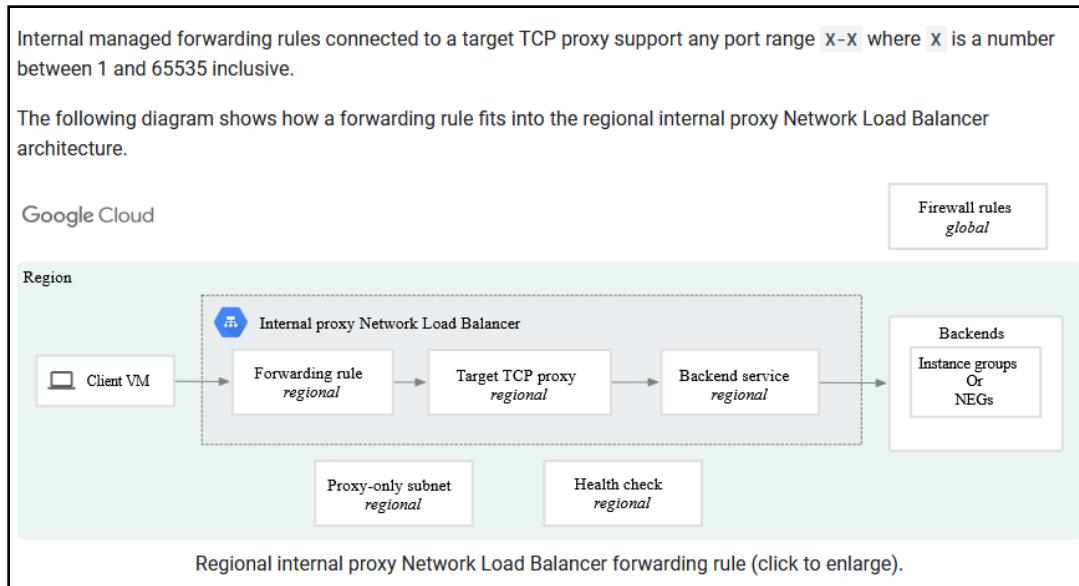 Internal managed forwarding rules connected to a target TCP proxy support any port range X-X where X is a number
between 1 and 65535 inclusive.
The following diagram shows how a forwarding rule fits into the regional internal proxy Network Load Balancer
architecture.
Google Cloud
Firewall rules
global
Region
Internal proxy Network Load Balancer
Client VM
Forwarding rule
regional
Target TCP proxy
regional
Backend service
regional
Backends
Instance groups
Or
NEGs
Proxy-only subnet
regional
Health check
regional
Regional internal proxy Network Load Balancer forwarding rule (click to enlarge).